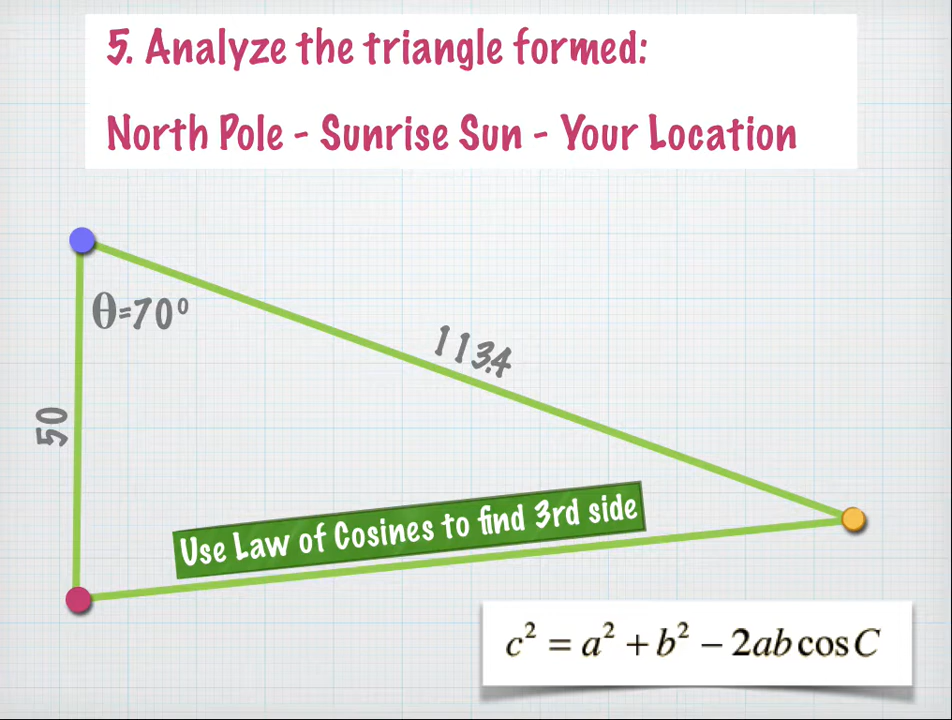 5. Analyze the triangle formed:
North Pole - Sunrise Sun - Your Location
θ=70⁰
113.4
50
Use Law of Cosines to find 3rd side
c² = a² + b² − 2ab cos C